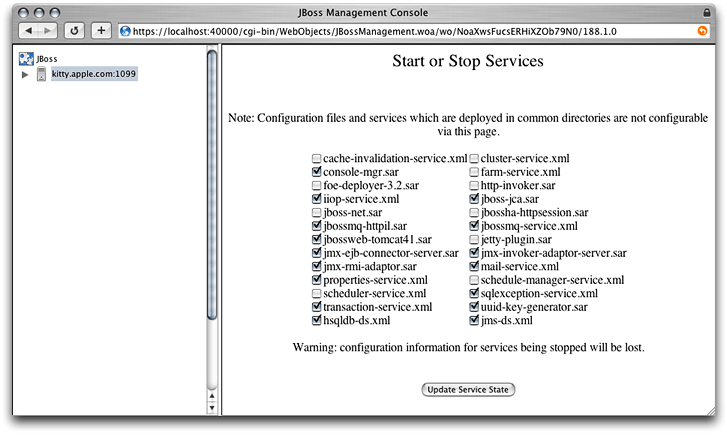 JBoss Management Console
https://localhost:40000/cgi-bin/WebObjects/JBossManagement.woa/wo/NoaXwsFucsERHiXZOb79N0/188.1.0
JBoss
kitty.apple.com:1099
Start or Stop Services
Note: Configuration files and services which are deployed in common directories are not configurable
via this page.
cache-invalidation-service.xml cluster-service.xml
console-mgr.sar farm-service.xml
foe-deployer-3.2.sar http-invoker.sar
iiop-service.xml jboss-jca.sar
jboss-net.sar jbossha-httpsession.sar
jbossmq-httpil.sar jbossmq-service.xml
jbossweb-tomcat41.sar jetty-plugin.sar
jmx-ejb-connector-server.sar jmx-invoker-adaptor-server.sar
jmx-rmi-adaptor.sar mail-service.xml
properties-service.xml schedule-manager-service.xml
scheduler-service.xml sqlexception-service.xml
transaction-service.xml uuid-key-generator.sar
hsqldb-ds.xml jms-ds.xml
Warning: configuration information for services being stopped will be lost.
Update Service State